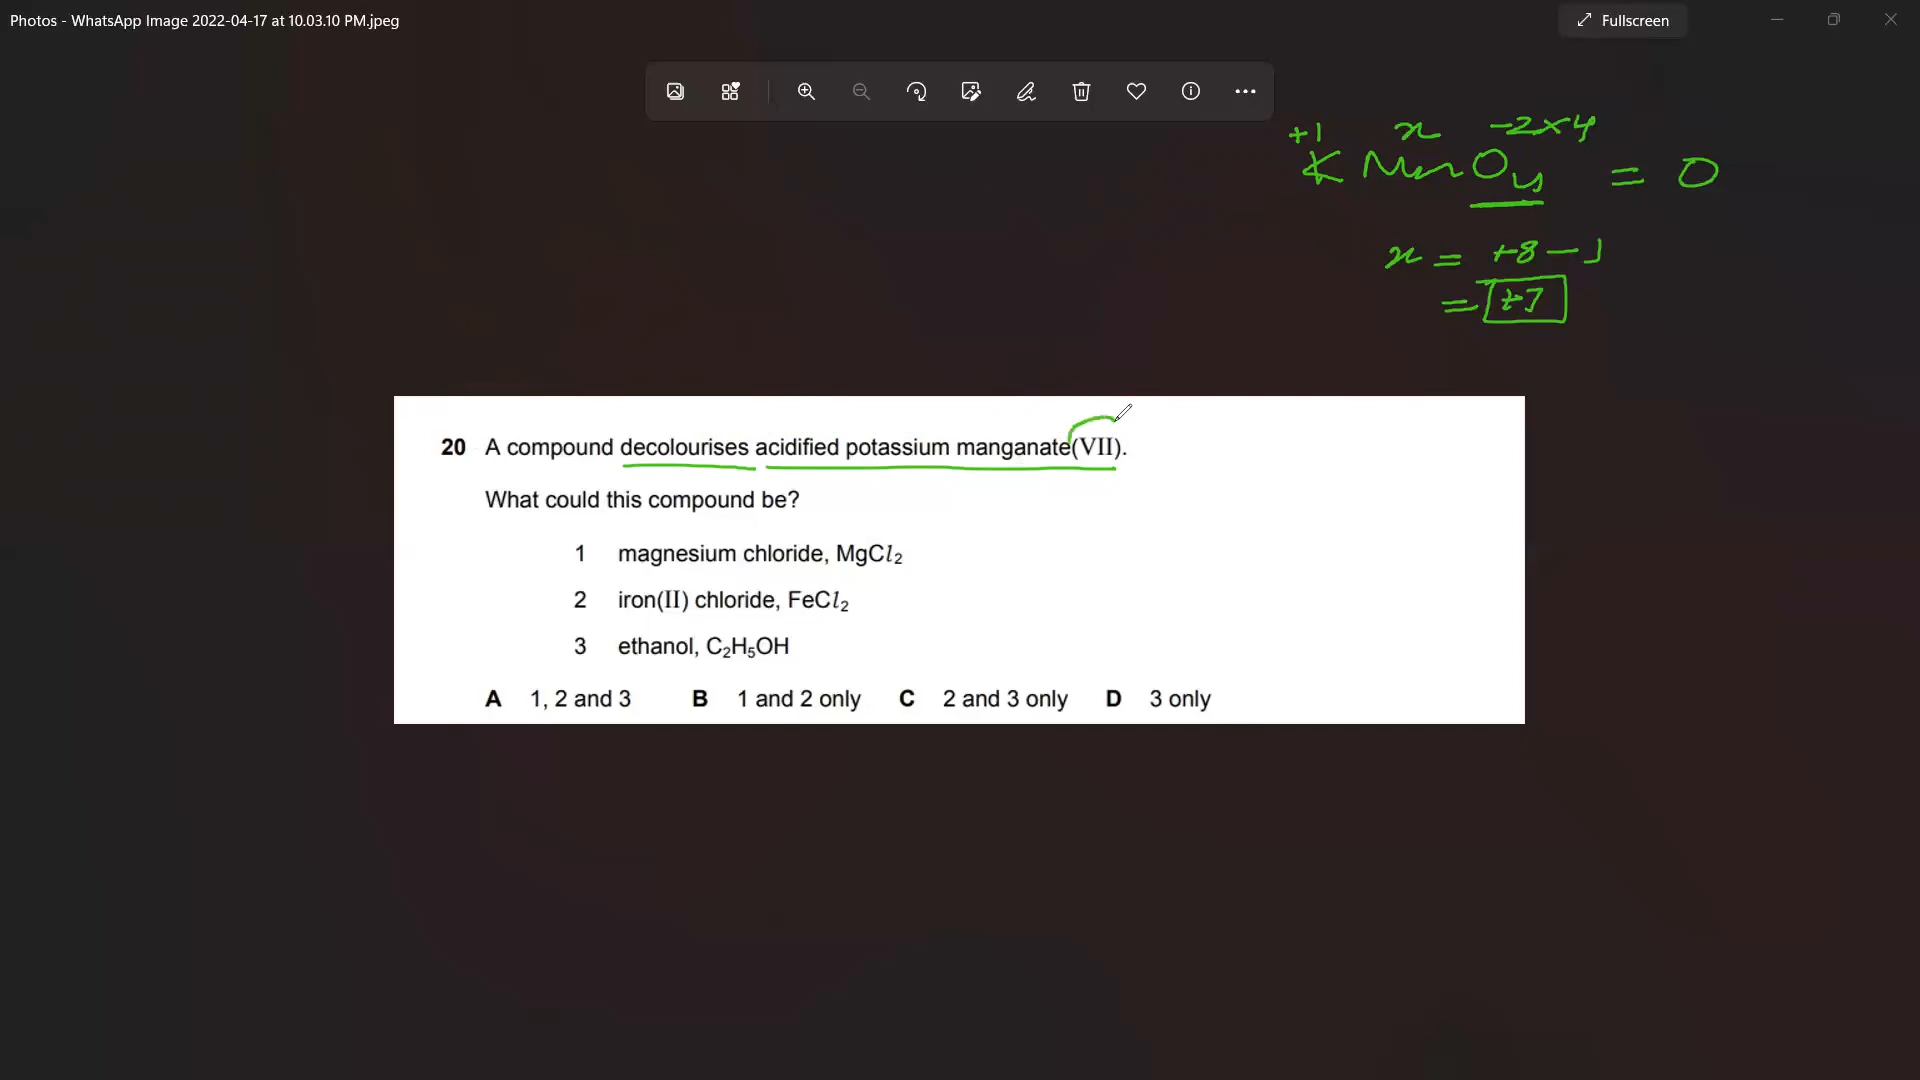 Photos - WhatsApp Image 2022-04-17 at 10.03.10 PM.jpeg
Fullscreen
+1 x -2×4
KMnO4 = 0
x = +8-1
= +7
20 A compound decolourises acidified potassium manganate(VII).
What could this compound be?
1 magnesium chloride, MgCl₂
2 iron(II) chloride, FeCl₂
3 ethanol, C₂H₅OH
A 1, 2 and 3 B 1 and 2 only C 2 and 3 only D 3 only